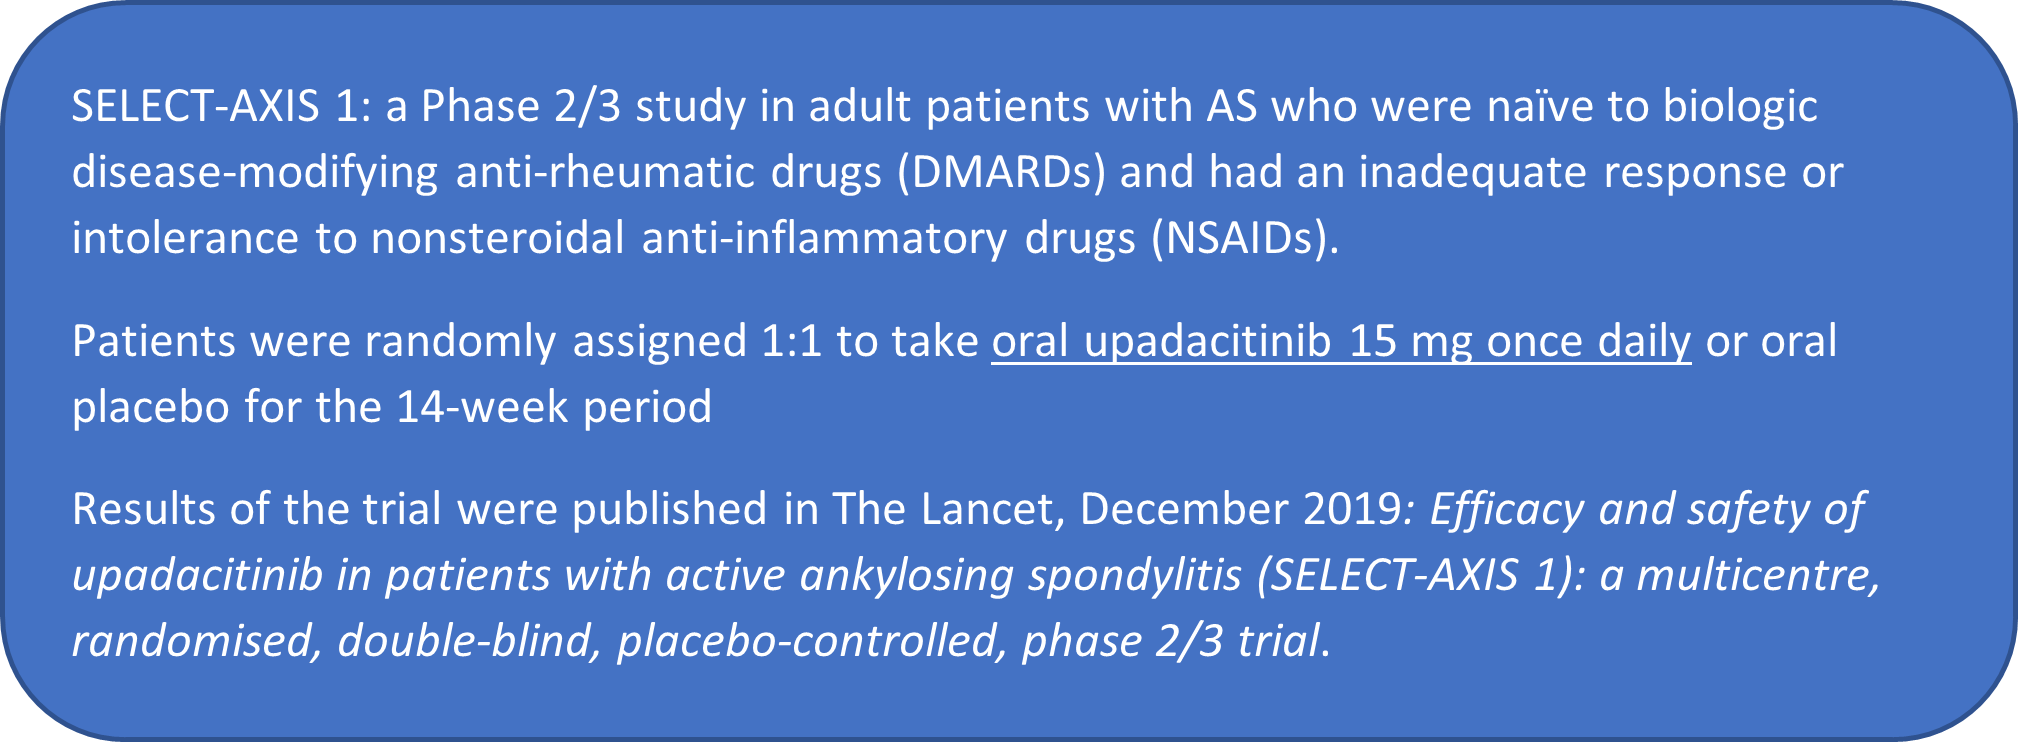 SELECT-AXIS 1: a Phase 2/3 study in adult patients with AS who were naïve to biologic
disease-modifying anti-rheumatic drugs (DMARDs) and had an inadequate response or
intolerance to nonsteroidal anti-inflammatory drugs (NSAIDs).
Patients were randomly assigned 1:1 to take oral upadacitinib 15 mg once daily or oral
placebo for the 14-week period
Results of the trial were published in The Lancet, December 2019: Efficacy and safety of
upadacitinib in patients with active ankylosing spondylitis (SELECT-AXIS 1): a multicentre,
randomised, double-blind, placebo-controlled, phase 2/3 trial.